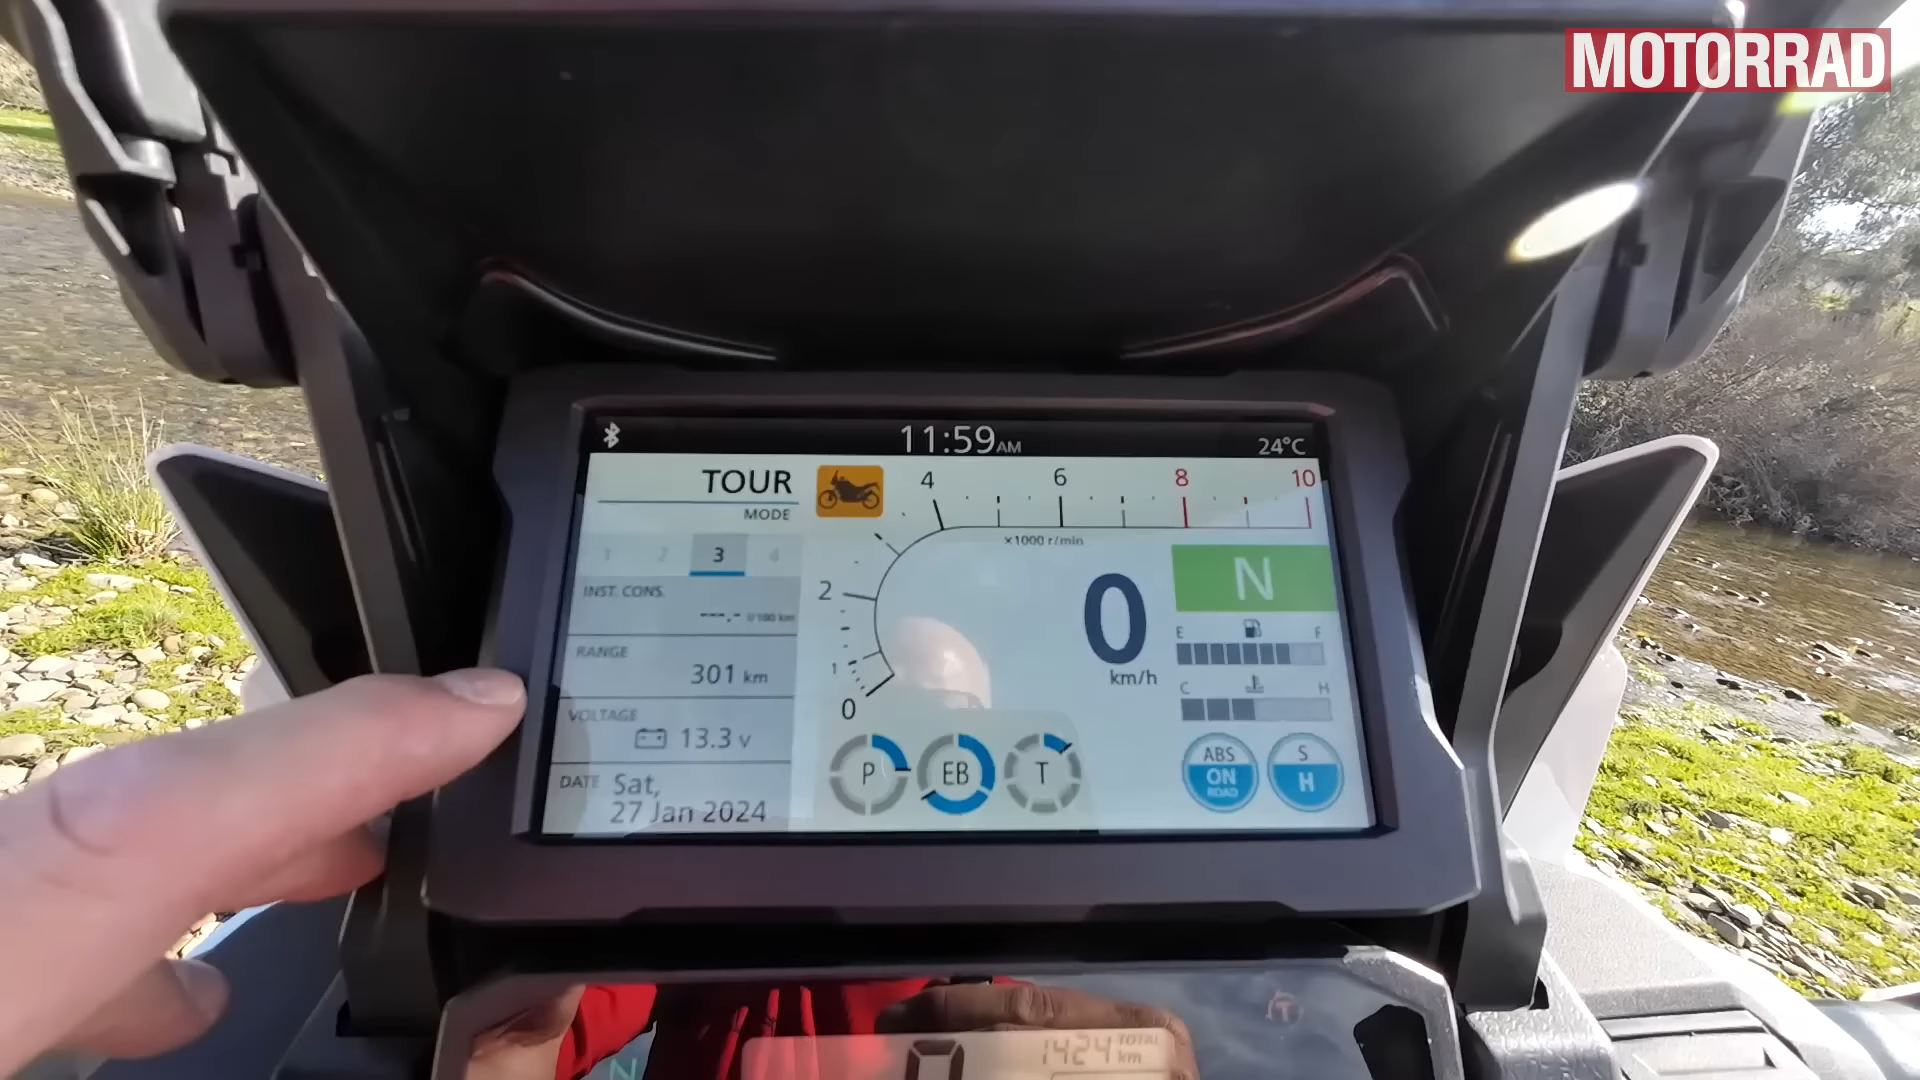 MOTORRAD
11:59AM
24°C
TOUR
MODE
1 2 3 4
INST. CONS.
---.- l/100 km
RANGE
301 km
VOLTAGE
13.3 V
DATE Sat,
27 Jan 2024
0 1 2 4 6 8 10
×1000 r/min
0
km/h
N
E F
C H
P
EB
T
ABS
ON
ROAD
S
H
N
0
1424 TOTAL
km